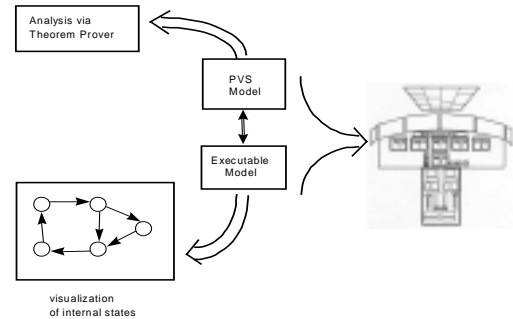 Analysis via
Theorem Prover
PVS
Model
Executable
Model
visualization
of internal states